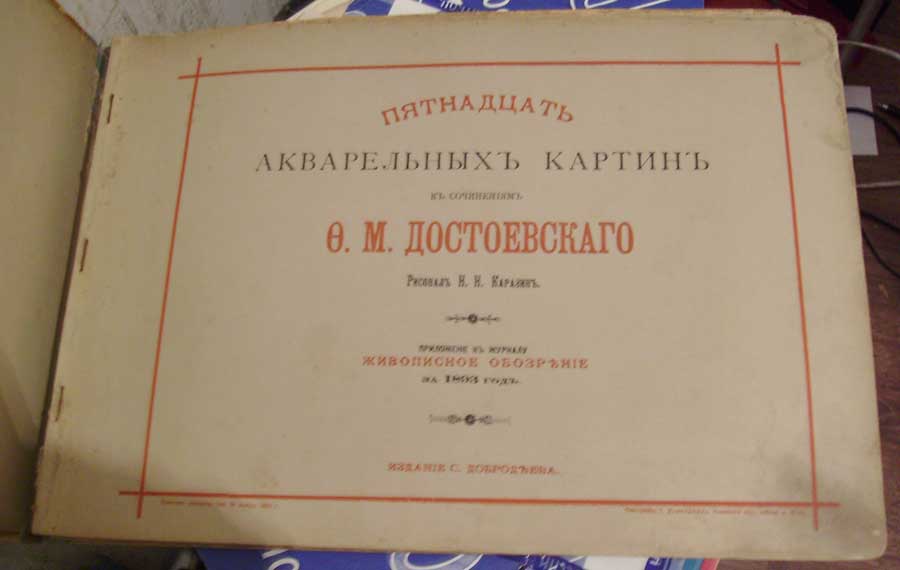 ПЯТНАДЦАТЬ
АКВАРЕЛЬНЫХЪ КАРТИНЪ
КЪ СОЧИНЕНІЯМЪ
Ѳ. М. ДОСТОЕВСКАГО
Рисовалъ Н. Н. Каразинъ.
ПРИЛОЖЕНІЕ КЪ ЖУРНАЛУ
ЖИВОПИСНОЕ ОБОЗРѢНІЕ
ЗА 1893 ГОДЪ.
ИЗДАНІЕ С. ДОБРОДѢЕВА.